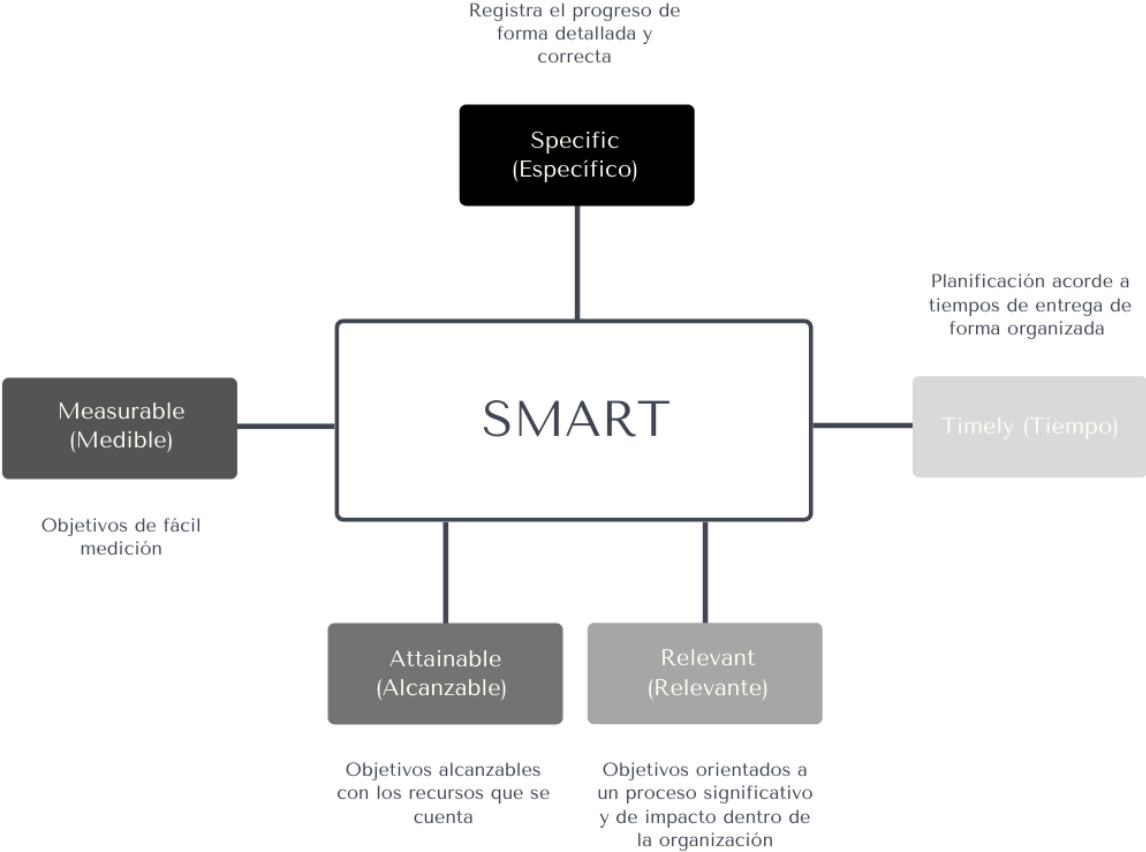 Registra el progreso de
forma detallada y
correcta
Specific
(Específico)
Planificación acorde a
tiempos de entrega de
forma organizada
Measurable
(Medible)
SMART
Timely (Tiempo)
Objetivos de fácil
medición
Attainable
(Alcanzable)
Relevant
(Relevante)
Objetivos alcanzables
con los recursos que se
cuenta
Objetivos orientados a
un proceso significativo
y de impacto dentro de
la organización